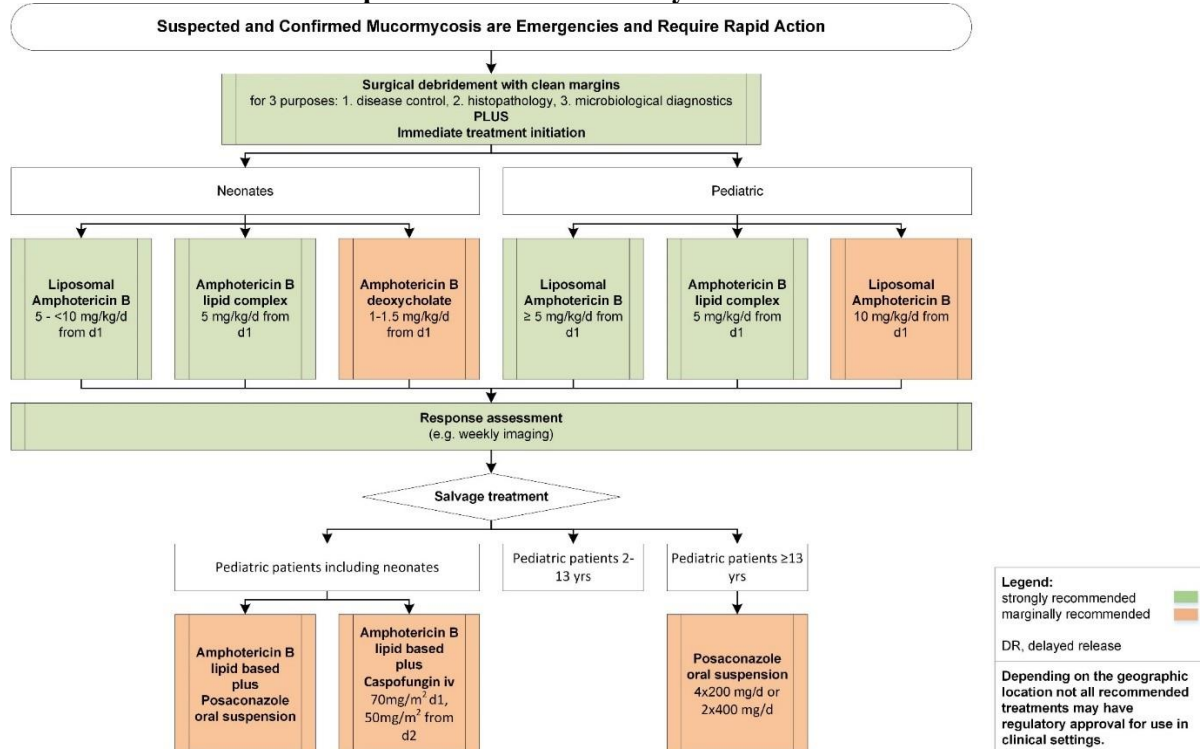 Suspected and Confirmed Mucormycosis are Emergencies and Require Rapid Action
Surgical debridement with clean margins
for 3 purposes: 1. disease control, 2. histopathology, 3. microbiological diagnostics
PLUS
Immediate treatment initiation
Neonates
Pediatric
Liposomal
Amphotericin B
5 - <10 mg/kg/d
from d1
Amphotericin B
lipid complex
5 mg/kg/d from
d1
Amphotericin B
deoxycholate
1-1.5 mg/kg/d
from d1
Liposomal
Amphotericin B
≥ 5 mg/kg/d from
d1
Amphotericin B
lipid complex
5 mg/kg/d from
d1
Liposomal
Amphotericin B
10 mg/kg/d from
d1
Response assessment
(e.g. weekly imaging)
Salvage treatment
Pediatric patients including neonates
Pediatric patients 2-
13 yrs
Pediatric patients ≥13
yrs
Amphotericin B
lipid based
plus
Posaconazole
oral suspension
Amphotericin B
lipid based
plus
Caspofungin iv
70mg/m² d1,
50mg/m² from
d2
Posaconazole
oral suspension
4x200 mg/d or
2x400 mg/d
Legend:
strongly recommended
marginally recommended
DR, delayed release
Depending on the geographic
location not all recommended
treatments may have
regulatory approval for use in
clinical settings.